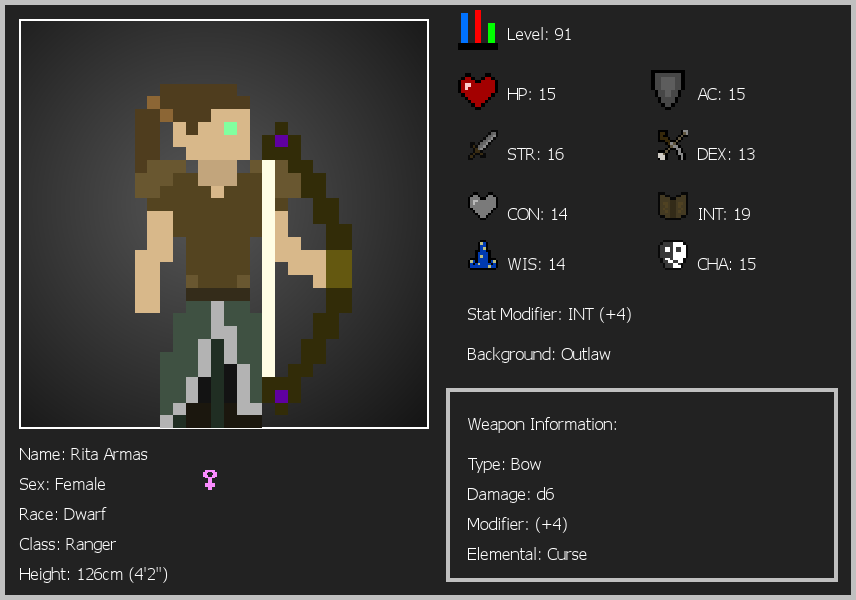 Level: 91
HP: 15
AC: 15
STR: 16
DEX: 13
CON: 14
INT: 19
WIS: 14
CHA: 15
Stat Modifier: INT (+4)
Background: Outlaw
Weapon Information:
Type: Bow
Damage: d6
Modifier: (+4)
Elemental: Curse
Name: Rita Armas
Sex: Female
Race: Dwarf
Class: Ranger
Height: 126cm (4'2")